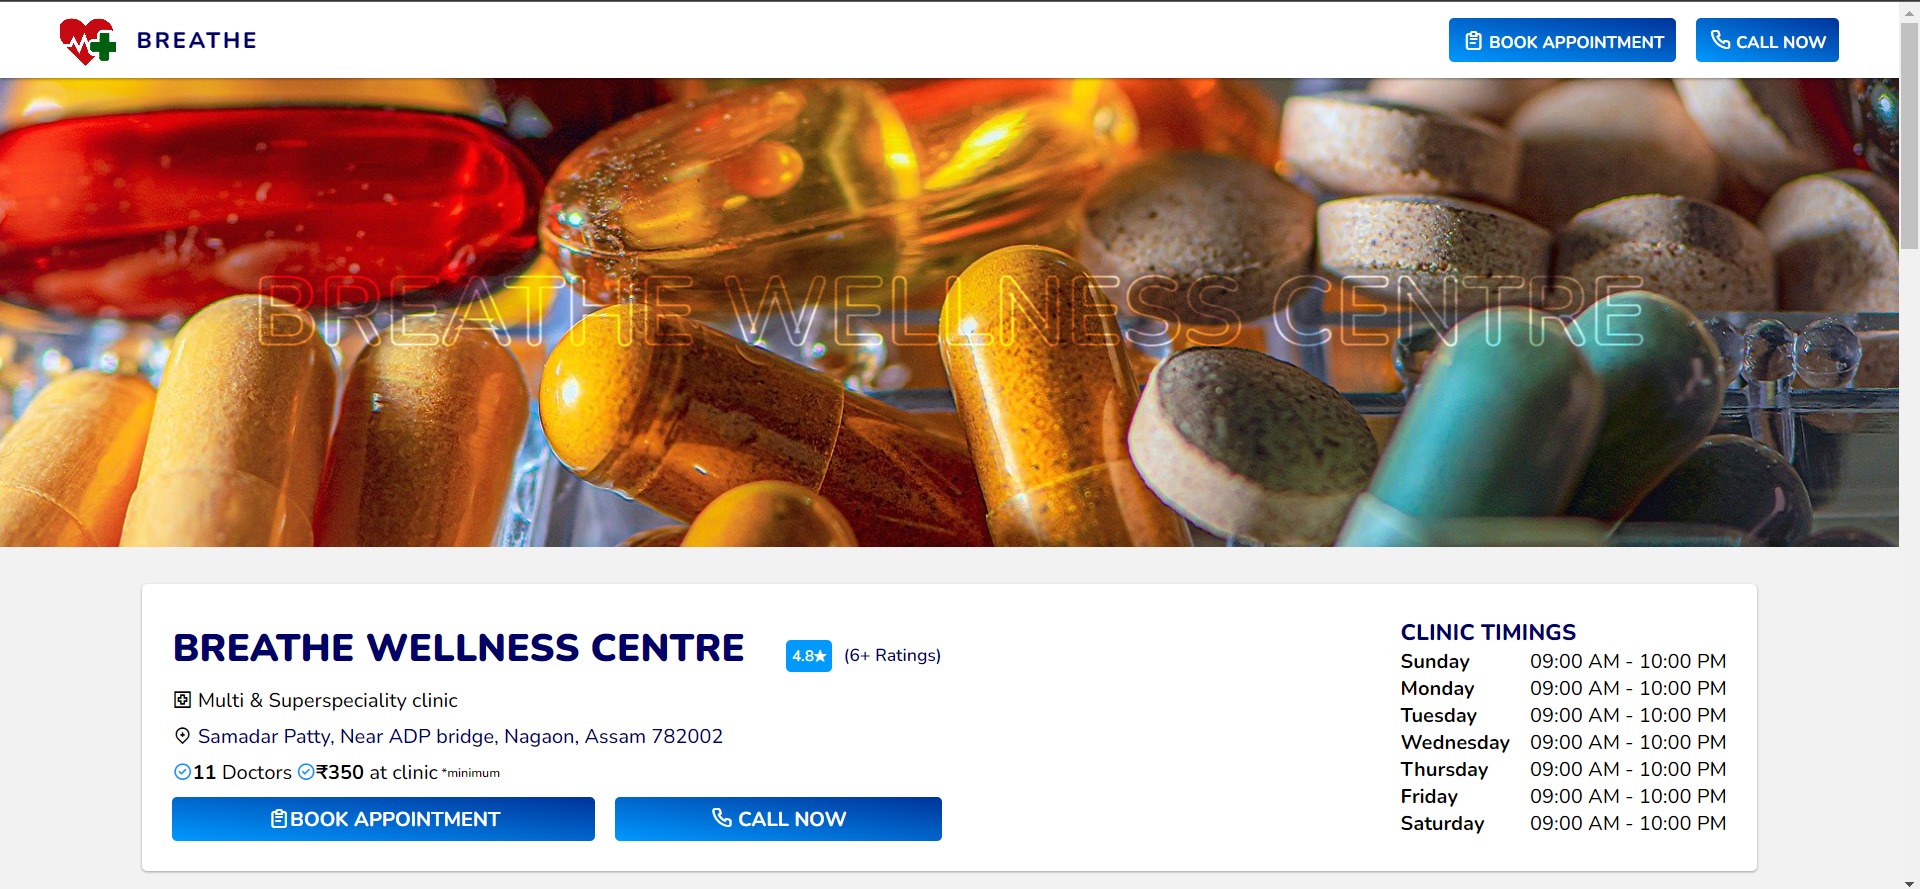 BREATHE
BOOK APPOINTMENT
CALL NOW
BREATHE WELLNESS CENTRE
BREATHE WELLNESS CENTRE
4.8★ (6+ Ratings)
Multi & Superspeciality clinic
Samadar Patty, Near ADP bridge, Nagaon, Assam 782002
11 Doctors ₹350 at clinic *minimum
BOOK APPOINTMENT
CALL NOW
CLINIC TIMINGS
Sunday 09:00 AM - 10:00 PM
Monday 09:00 AM - 10:00 PM
Tuesday 09:00 AM - 10:00 PM
Wednesday 09:00 AM - 10:00 PM
Thursday 09:00 AM - 10:00 PM
Friday 09:00 AM - 10:00 PM
Saturday 09:00 AM - 10:00 PM